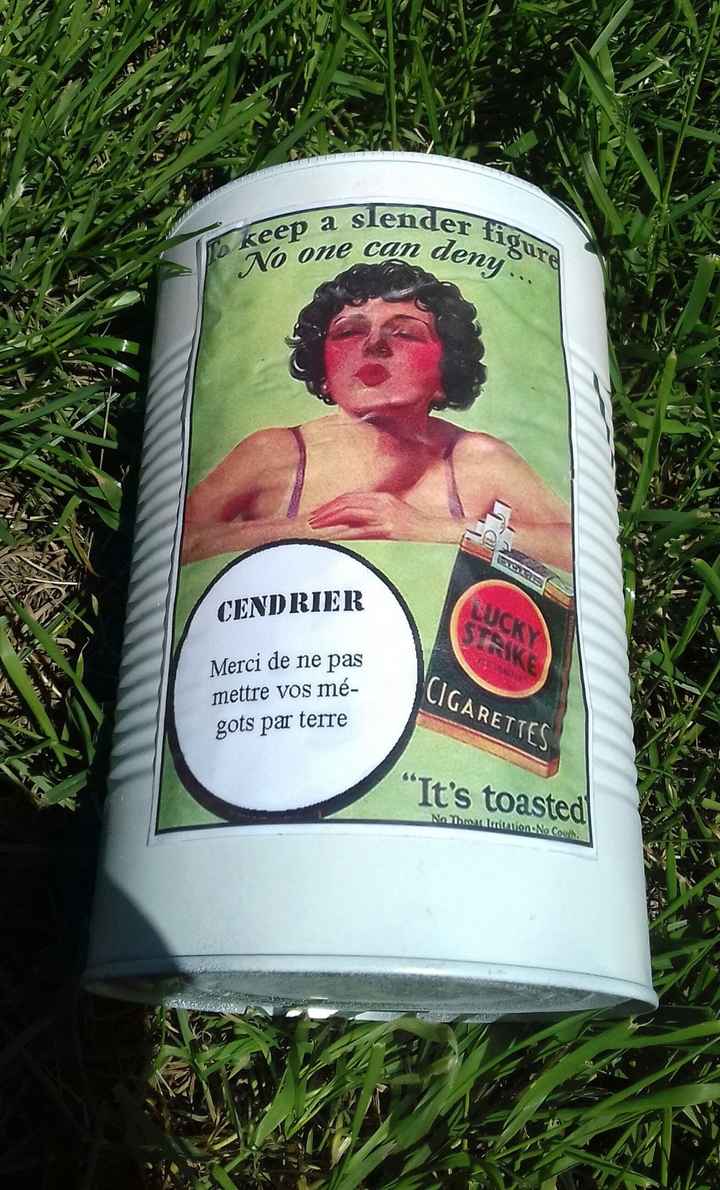 To keep a slender figure
No one can deny...
CENDRIER
Merci de ne pas
mettre vos mé-
gots par terre
LUCKY
STRIKE
CIGARETTES
"It's toasted"
No Throat Irritation-No Cough.